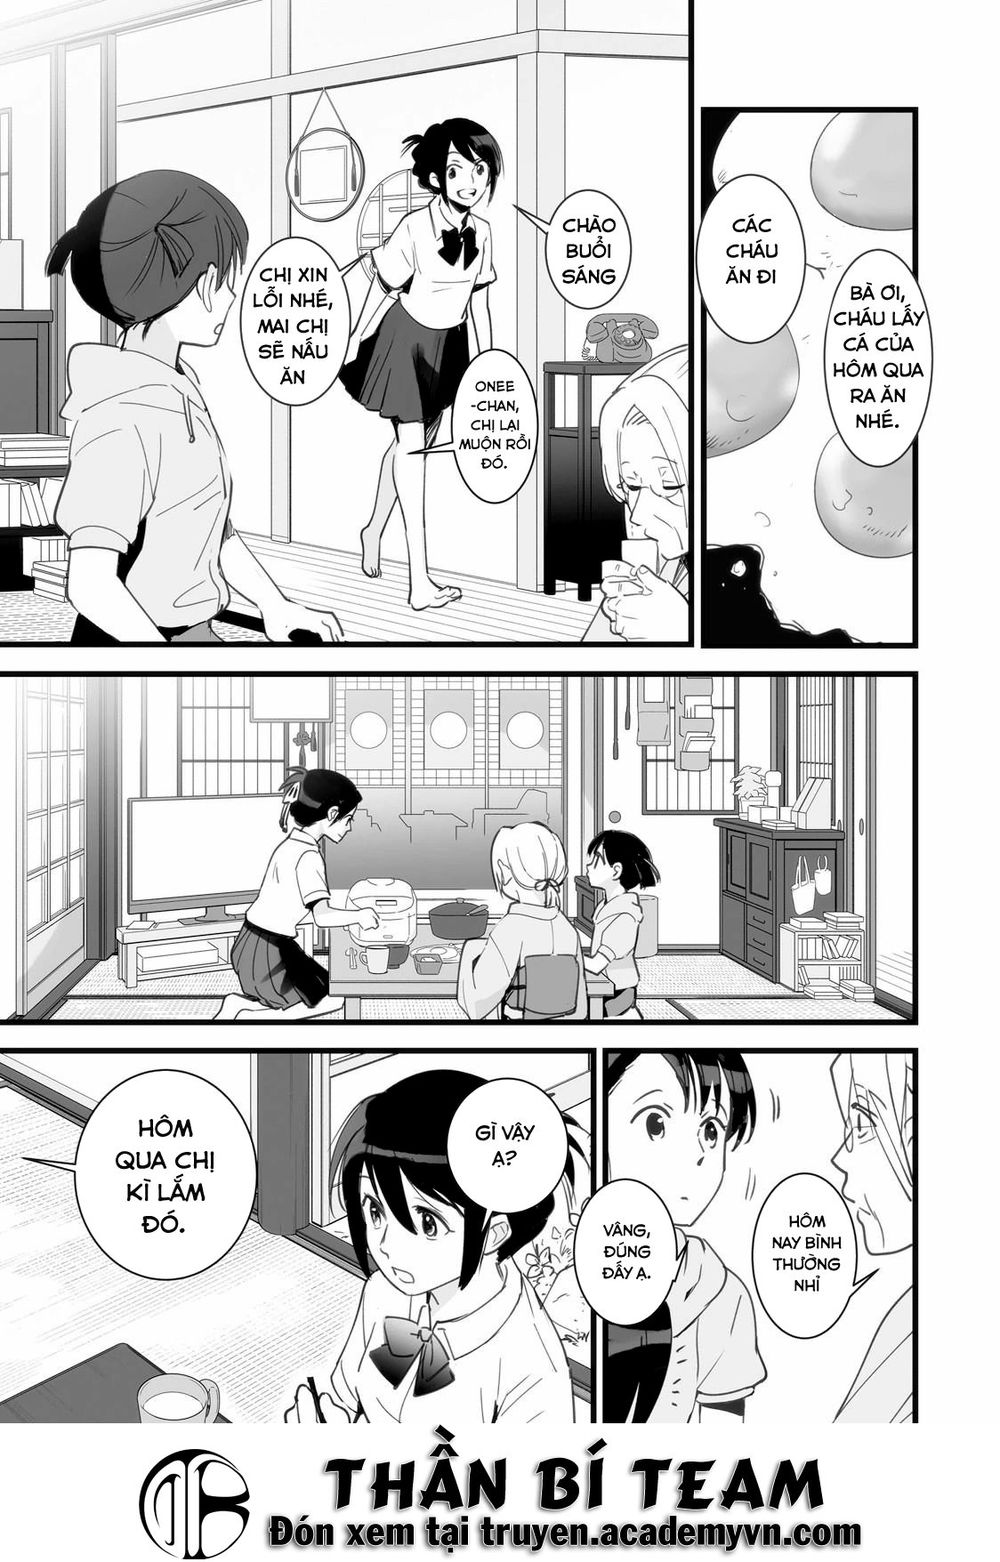 CÁC
CHÁU
ĂN ĐI
BÀ ƠI,
CHÁU LẤY
CÁ CỦA
HÔM QUA
RA ĂN
NHÉ.
CHÀO
BUỔI
SÁNG
ONEE
-CHAN,
CHỊ LẠI
MUỘN RỒI
ĐÓ.
CHỊ XIN
LỖI NHÉ,
MAI CHỊ
SẼ NẤU
ĂN
HÔM
NAY BÌNH
THƯỜNG
NHỈ
VÂNG,
ĐÚNG
ĐẤY Ạ.
GÌ VẬY
Ạ?
HÔM
QUA CHỊ
KÌ LẮM
ĐÓ.
THẦN BÍ TEAM
Đón xem tại truyen.academyvn.com